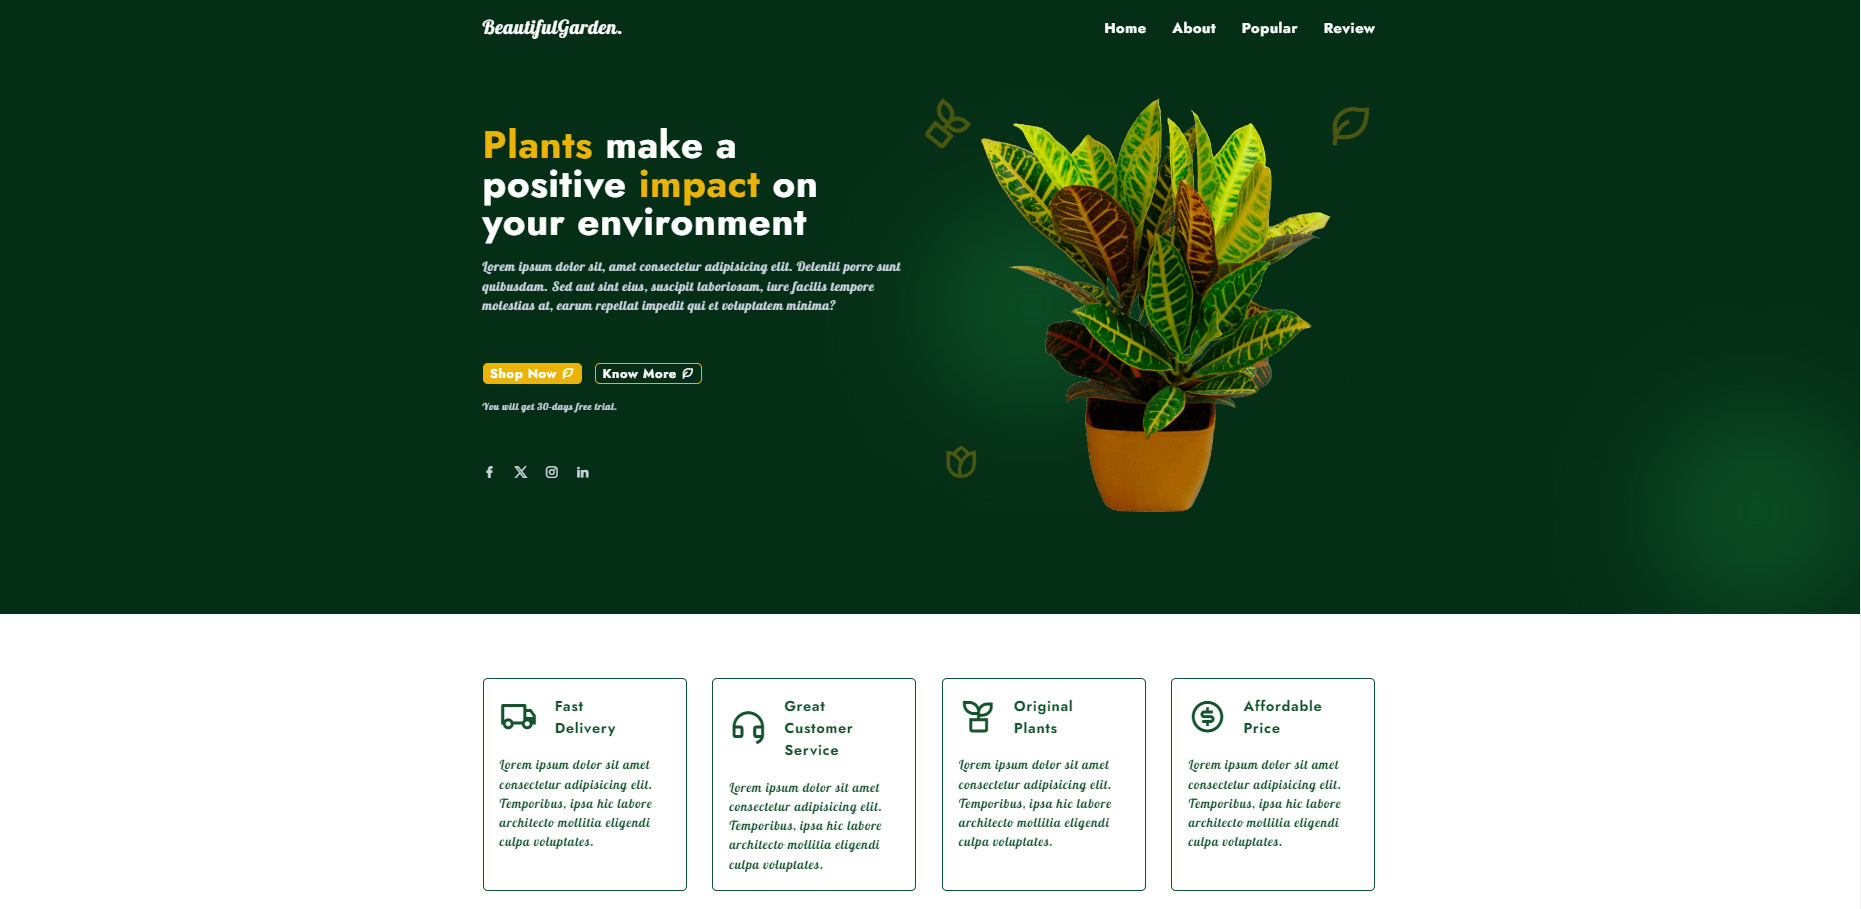 BeautifulGarden.
Home About Popular Review
Plants make a
positive impact on
your environment
Lorem ipsum dolor sit, amet consectetur adipisicing elit. Deleniti porro sunt
quibusdam. Sed aut sint eius, suscipit laboriosam, iure facilis tempore
molestias at, earum repellat impedit qui et voluptatem minima?
Shop Now Know More
You will get 30-days free trial.
Fast
Delivery
Lorem ipsum dolor sit amet
consectetur adipisicing elit.
Temporibus, ipsa hic labore
architecto mollitia eligendi
culpa voluptates.
Great
Customer
Service
Lorem ipsum dolor sit amet
consectetur adipisicing elit.
Temporibus, ipsa hic labore
architecto mollitia eligendi
culpa voluptates.
Original
Plants
Lorem ipsum dolor sit amet
consectetur adipisicing elit.
Temporibus, ipsa hic labore
architecto mollitia eligendi
culpa voluptates.
Affordable
Price
Lorem ipsum dolor sit amet
consectetur adipisicing elit.
Temporibus, ipsa hic labore
architecto mollitia eligendi
culpa voluptates.